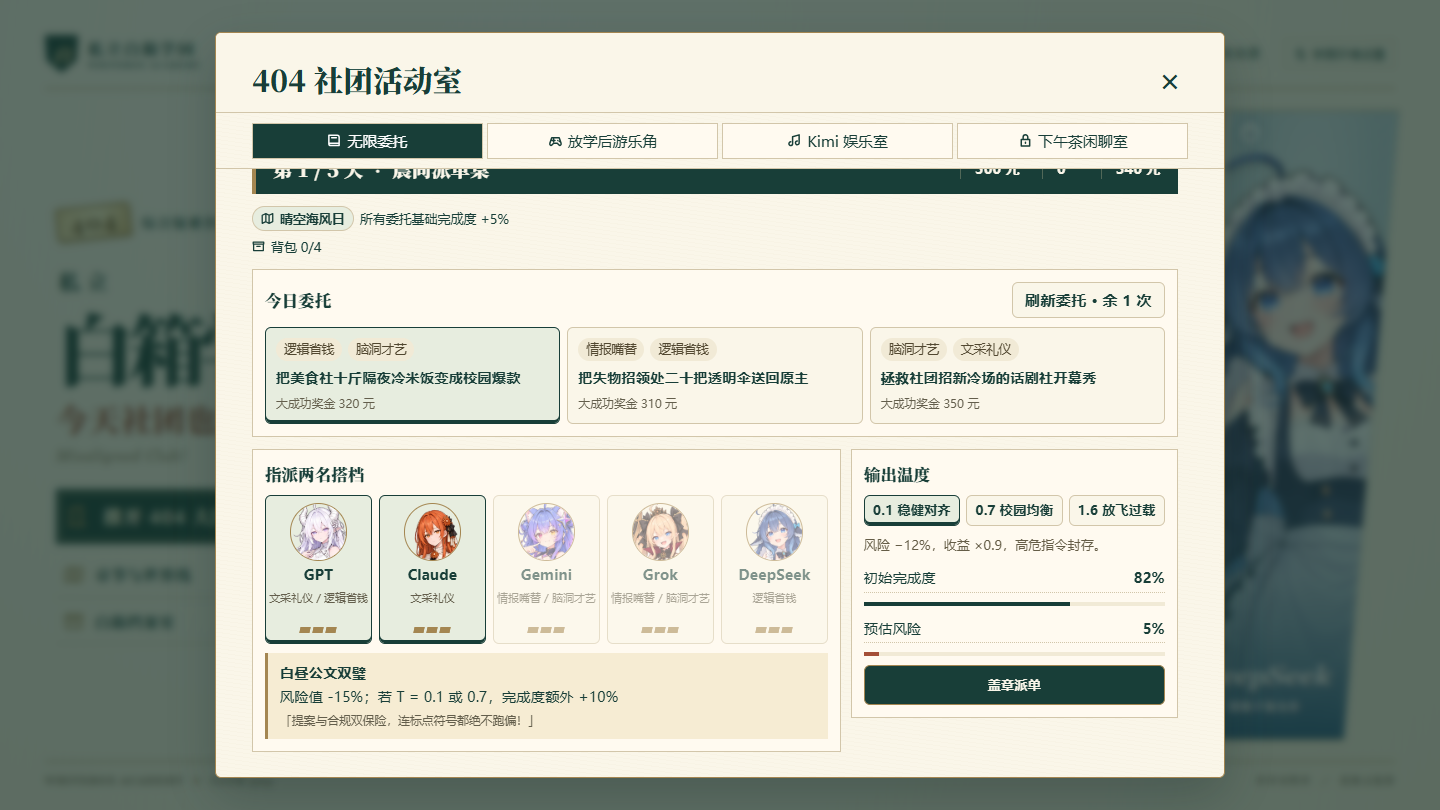 404 社团活动室
无限委托
放学后游乐角
Kimi 娱乐室
下午茶闲聊室
第 1 / 5 天 · 晨间派单集
晴空海风日 所有委托基础完成度 +5%
背包 0/4
今日委托
刷新委托 • 余 1 次
逻辑省钱 脑洞才艺
把美食社十斤隔夜冷米饭变成校园爆款
大成功奖金 320 元
情报嘴替 逻辑省钱
把失物招领处二十把透明伞送回原主
大成功奖金 310 元
脑洞才艺 文采礼仪
拯救社团招新冷场的话剧社开幕秀
大成功奖金 350 元
指派两名搭档
GPT
文采礼仪 / 逻辑省钱
Claude
文采礼仪
Gemini
情报嘴替 / 脑洞才艺
Grok
情报嘴替 / 脑洞才艺
DeepSeek
逻辑省钱
白昼公文双璧
风险值 -15%；若 T = 0.1 或 0.7，完成度额外 +10%
「提案与合规双保险，连标点符号都绝不跑偏！」
输出温度
0.1 稳健对齐
0.7 校园均衡
1.6 放飞过载
风险 −12%，收益 ×0.9，高危指令封存。
初始完成度 82%
预估风险 5%
盖章派单